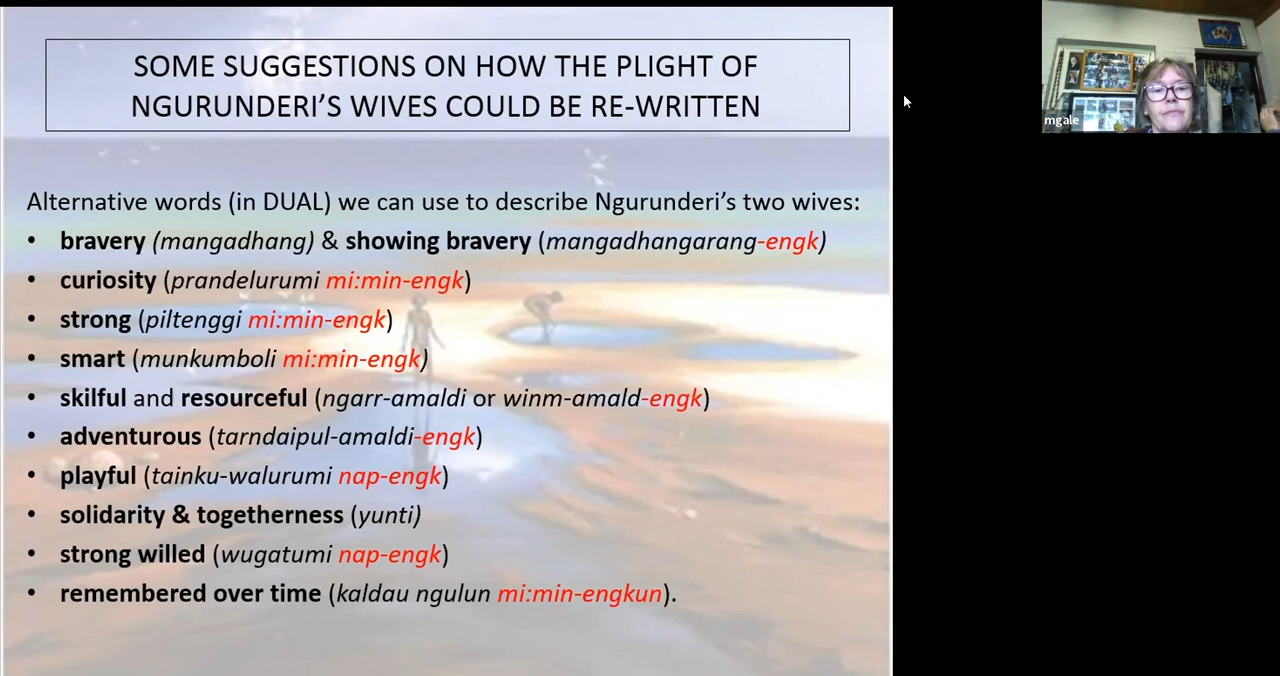 SOME SUGGESTIONS ON HOW THE PLIGHT OF
NGURUNDERI’S WIVES COULD BE RE-WRITTEN
Alternative words (in DUAL) we can use to describe Ngurunderi’s two wives:
• bravery (mangadhang) & showing bravery (mangadhangarang-engk)
• curiosity (prandelurumi mi:min-engk)
• strong (piltenggi mi:min-engk)
• smart (munkumboli mi:min-engk)
• skilful and resourceful (ngarr-amaldi or winm-amald-engk)
• adventurous (tarndaipul-amaldi-engk)
• playful (tainku-walurumi nap-engk)
• solidarity & togetherness (yunti)
• strong willed (wugatumi nap-engk)
• remembered over time (kaldau ngulun mi:min-engkun).
mgale